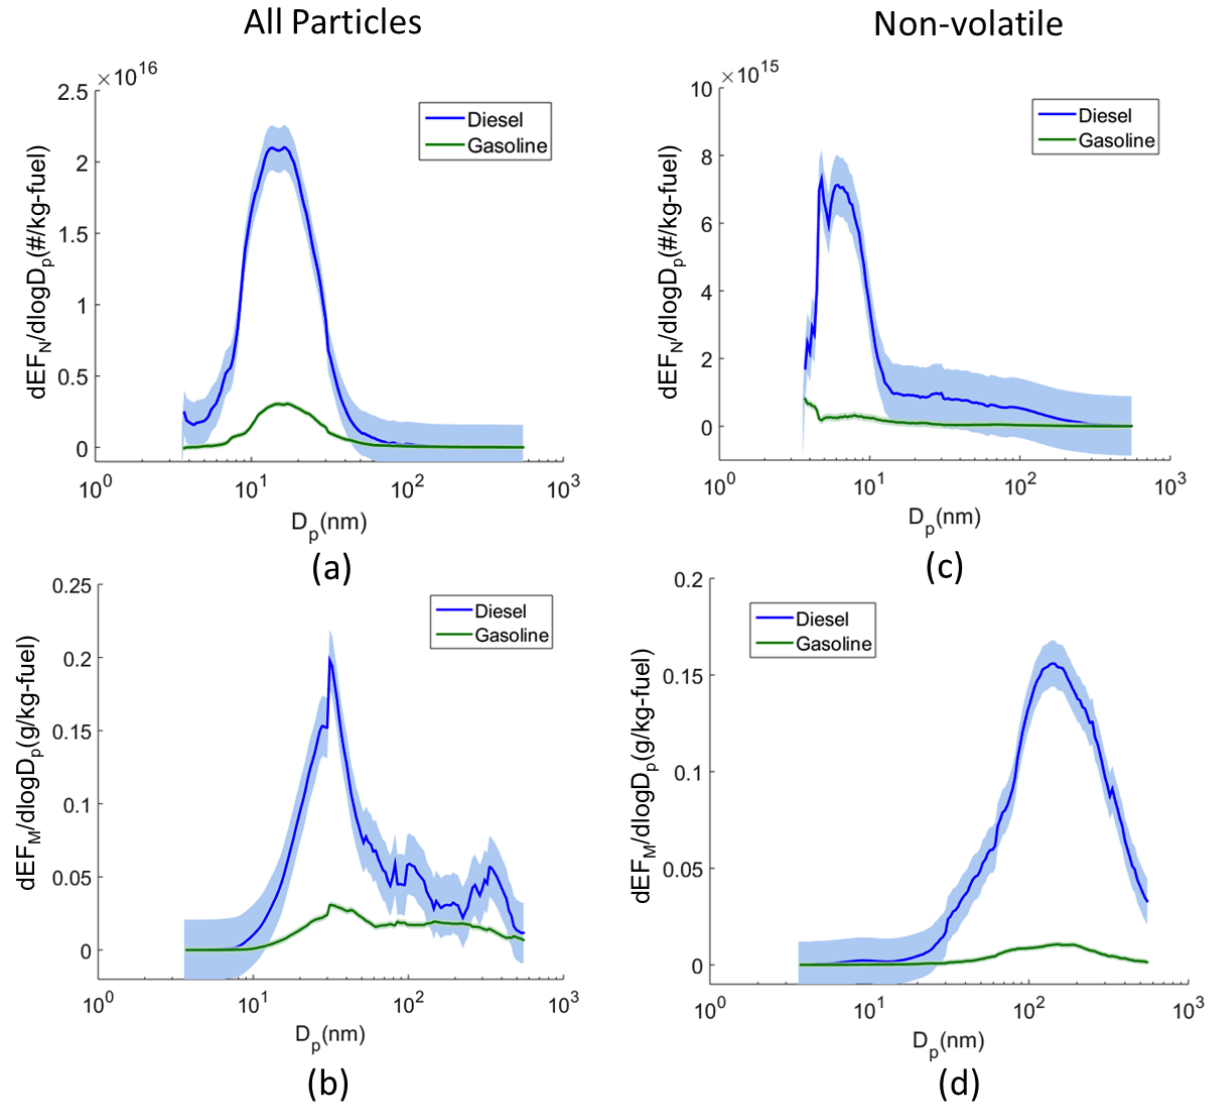 All Particles
×10^16
2.5
2
1.5
1
0.5
0
dEF_N/dlogD_p(#/kg-fuel)
Diesel
Gasoline
10^0
10^1
10^2
10^3
D_p(nm)
(a)
Non-volatile
×10^15
10
8
6
4
2
0
dEF_N/dlogD_p(#/kg-fuel)
Diesel
Gasoline
10^0
10^1
10^2
10^3
D_p(nm)
(c)
0.25
0.2
0.15
0.1
0.05
0
dEF_M/dlogD_p(g/kg-fuel)
Diesel
Gasoline
10^0
10^1
10^2
10^3
D_p(nm)
(b)
0.2
0.15
0.1
0.05
0
dEF_M/dlogD_p(g/kg-fuel)
Diesel
Gasoline
10^0
10^1
10^2
10^3
D_p(nm)
(d)